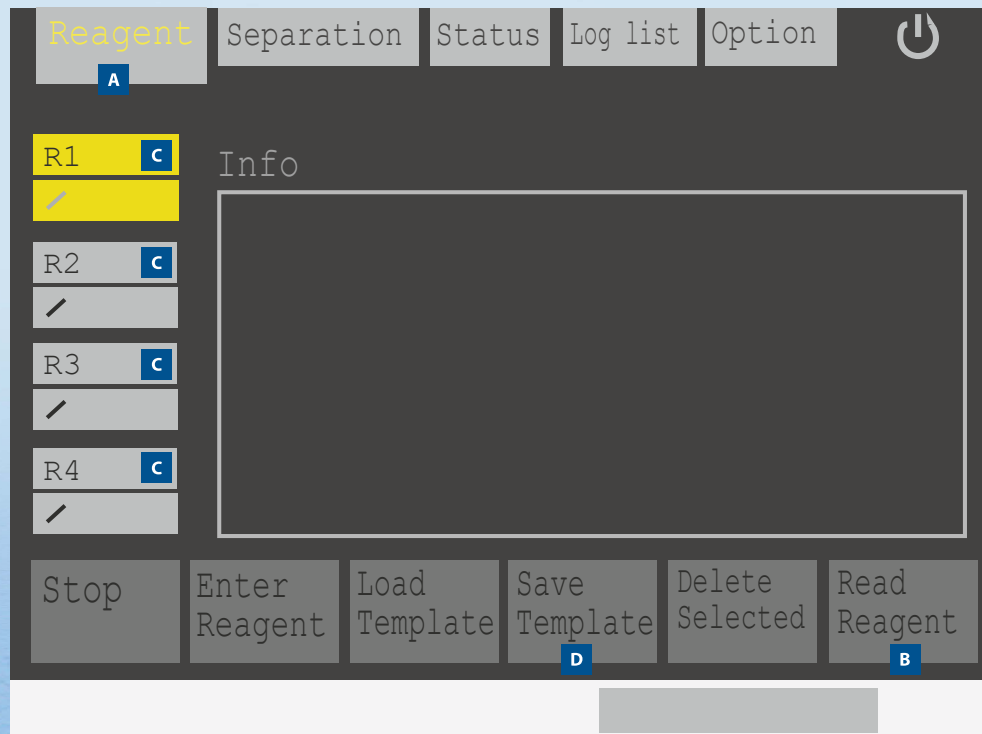 Reagent Separation Status Log list Option
A
R1 C
Info
R2 C
R3 C
R4 C
Stop Enter Load Save Delete Read
Reagent Template Template Selected Reagent
D B